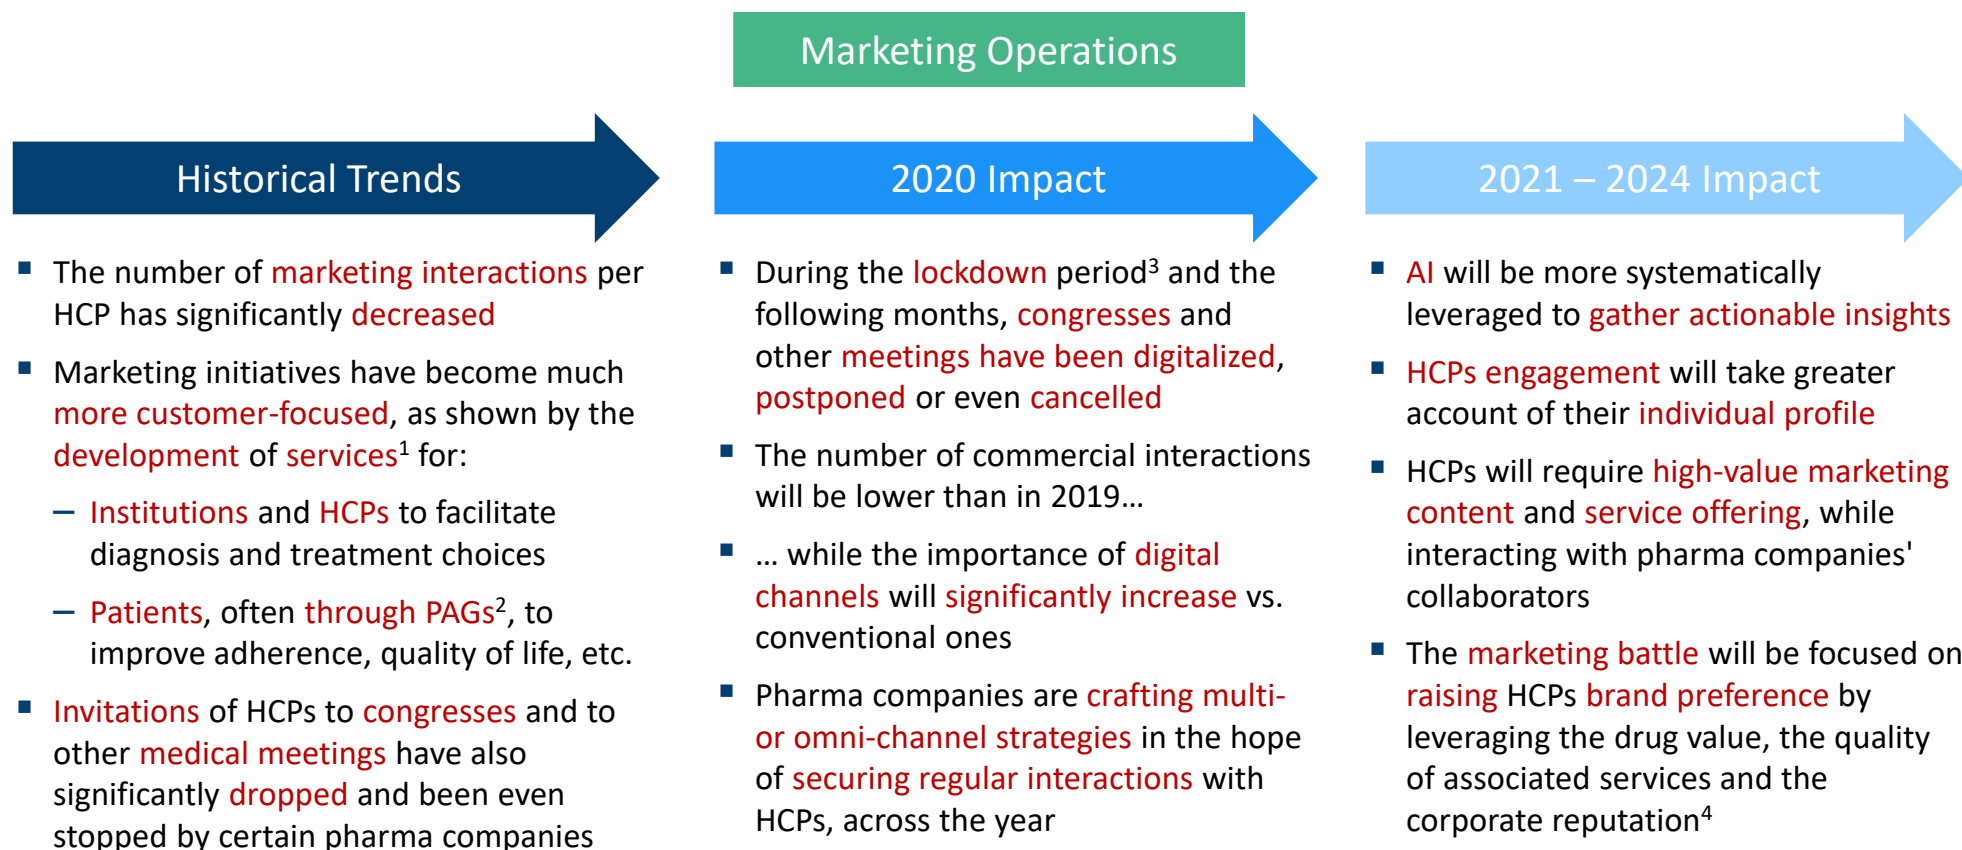 Marketing Operations
Historical Trends
▪ The number of marketing interactions per
HCP has significantly decreased
▪ Marketing initiatives have become much
more customer-focused, as shown by the
development of services¹ for:
– Institutions and HCPs to facilitate
diagnosis and treatment choices
– Patients, often through PAGs², to
improve adherence, quality of life, etc.
▪ Invitations of HCPs to congresses and to
other medical meetings have also
significantly dropped and been even
stopped by certain pharma companies
2020 Impact
▪ During the lockdown period³ and the
following months, congresses and
other meetings have been digitalized,
postponed or even cancelled
▪ The number of commercial interactions
will be lower than in 2019…
▪ … while the importance of digital
channels will significantly increase vs.
conventional ones
▪ Pharma companies are crafting multi-
or omni-channel strategies in the hope
of securing regular interactions with
HCPs, across the year
2021 – 2024 Impact
▪ AI will be more systematically
leveraged to gather actionable insights
▪ HCPs engagement will take greater
account of their individual profile
▪ HCPs will require high-value marketing
content and service offering, while
interacting with pharma companies'
collaborators
▪ The marketing battle will be focused on
raising HCPs brand preference by
leveraging the drug value, the quality
of associated services and the
corporate reputation⁴